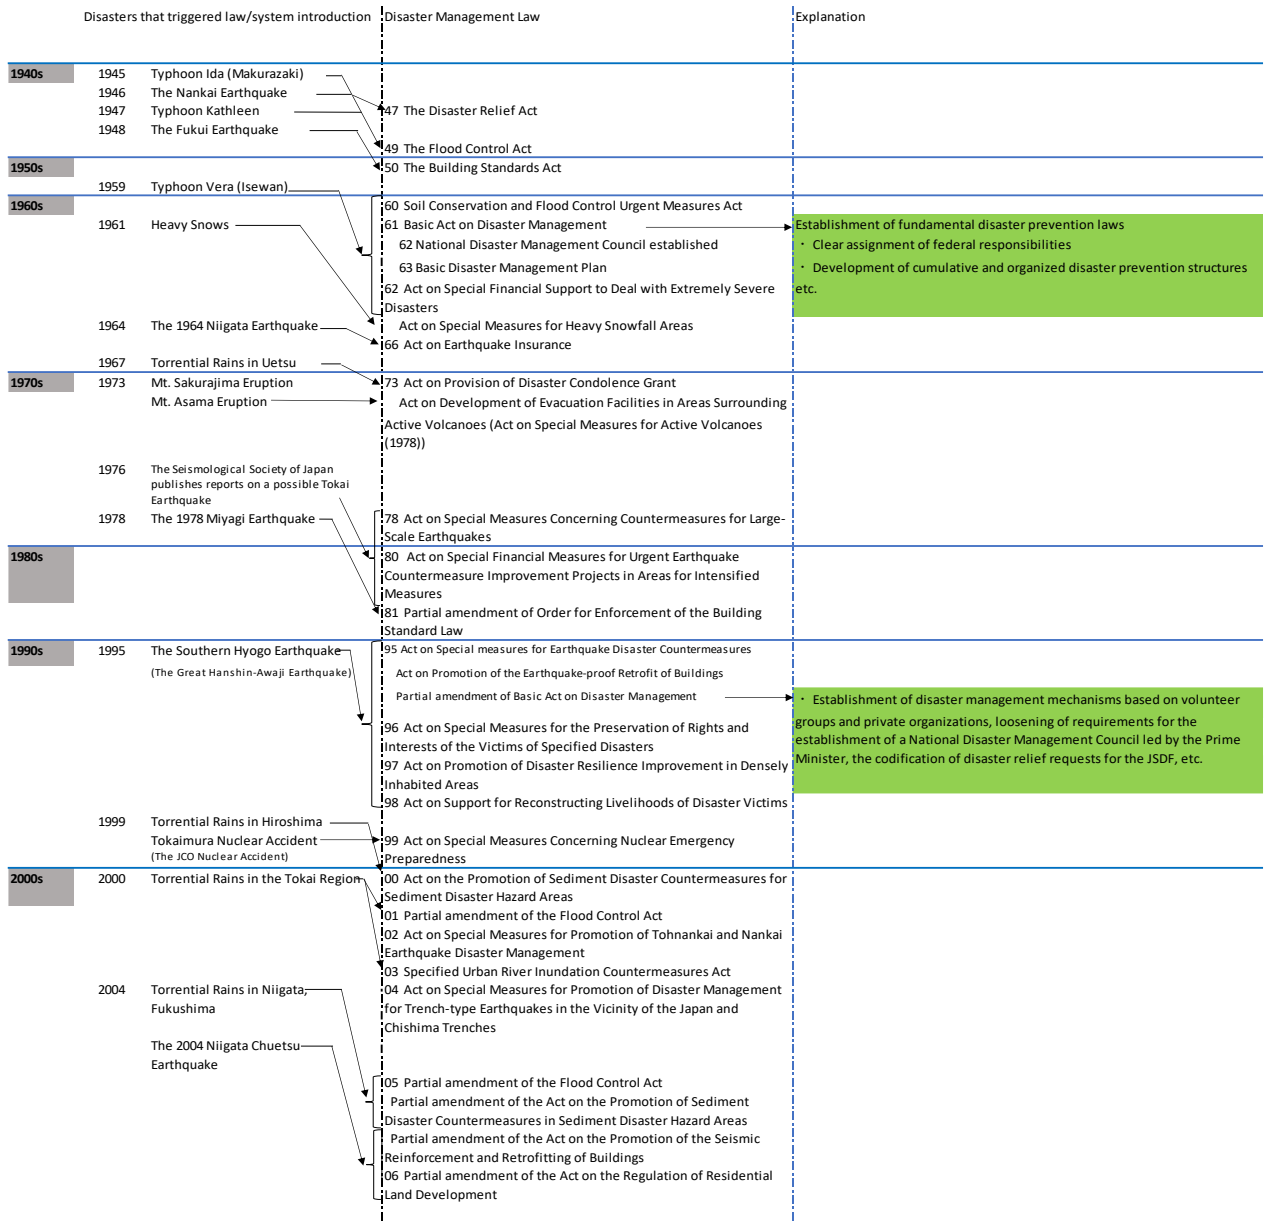 Disasters that triggered law/system introduction Disaster Management Law Explanation
1940s 1945 Typhoon Ida (Makurazaki)
1946 The Nankai Earthquake
1947 Typhoon Kathleen 47 The Disaster Relief Act
1948 The Fukui Earthquake
49 The Flood Control Act
1950s 50 The Building Standards Act
1959 Typhoon Vera (Isewan)
1960s 60 Soil Conservation and Flood Control Urgent Measures Act
1961 Heavy Snows 61 Basic Act on Disaster Management Establishment of fundamental disaster prevention laws
62 National Disaster Management Council established ・ Clear assignment of federal responsibilities
63 Basic Disaster Management Plan ・ Development of cumulative and organized disaster prevention structures
62 Act on Special Financial Support to Deal with Extremely Severe etc.
Disasters
1964 The 1964 Niigata Earthquake Act on Special Measures for Heavy Snowfall Areas
66 Act on Earthquake Insurance
1967 Torrential Rains in Uetsu
1970s 1973 Mt. Sakurajima Eruption 73 Act on Provision of Disaster Condolence Grant
Mt. Asama Eruption Act on Development of Evacuation Facilities in Areas Surrounding
Active Volcanoes (Act on Special Measures for Active Volcanoes
(1978))
1976 The Seismological Society of Japan
publishes reports on a possible Tokai
Earthquake
1978 The 1978 Miyagi Earthquake 78 Act on Special Measures Concerning Countermeasures for Large-
Scale Earthquakes
1980s 80 Act on Special Financial Measures for Urgent Earthquake
Countermeasure Improvement Projects in Areas for Intensified
Measures
81 Partial amendment of Order for Enforcement of the Building
Standard Law
1990s 1995 The Southern Hyogo Earthquake 95 Act on Special measures for Earthquake Disaster Countermeasures
(The Great Hanshin-Awaji Earthquake) Act on Promotion of the Earthquake-proof Retrofit of Buildings
Partial amendment of Basic Act on Disaster Management ・ Establishment of disaster management mechanisms based on volunteer
groups and private organizations, loosening of requirements for the
96 Act on Special Measures for the Preservation of Rights and establishment of a National Disaster Management Council led by the Prime
Interests of the Victims of Specified Disasters Minister, the codification of disaster relief requests for the JSDF, etc.
97 Act on Promotion of Disaster Resilience Improvement in Densely
Inhabited Areas
98 Act on Support for Reconstructing Livelihoods of Disaster Victims
1999 Torrential Rains in Hiroshima
Tokaimura Nuclear Accident 99 Act on Special Measures Concerning Nuclear Emergency
(The JCO Nuclear Accident) Preparedness
2000s 2000 Torrential Rains in the Tokai Region 00 Act on the Promotion of Sediment Disaster Countermeasures for
Sediment Disaster Hazard Areas
01 Partial amendment of the Flood Control Act
02 Act on Special Measures for Promotion of Tohnankai and Nankai
Earthquake Disaster Management
03 Specified Urban River Inundation Countermeasures Act
2004 Torrential Rains in Niigata, 04 Act on Special Measures for Promotion of Disaster Management
Fukushima for Trench-type Earthquakes in the Vicinity of the Japan and
Chishima Trenches
The 2004 Niigata Chuetsu
Earthquake
05 Partial amendment of the Flood Control Act
Partial amendment of the Act on the Promotion of Sediment
Disaster Countermeasures in Sediment Disaster Hazard Areas
Partial amendment of the Act on the Promotion of the Seismic
Reinforcement and Retrofitting of Buildings
06 Partial amendment of the Act on the Regulation of Residential
Land Development